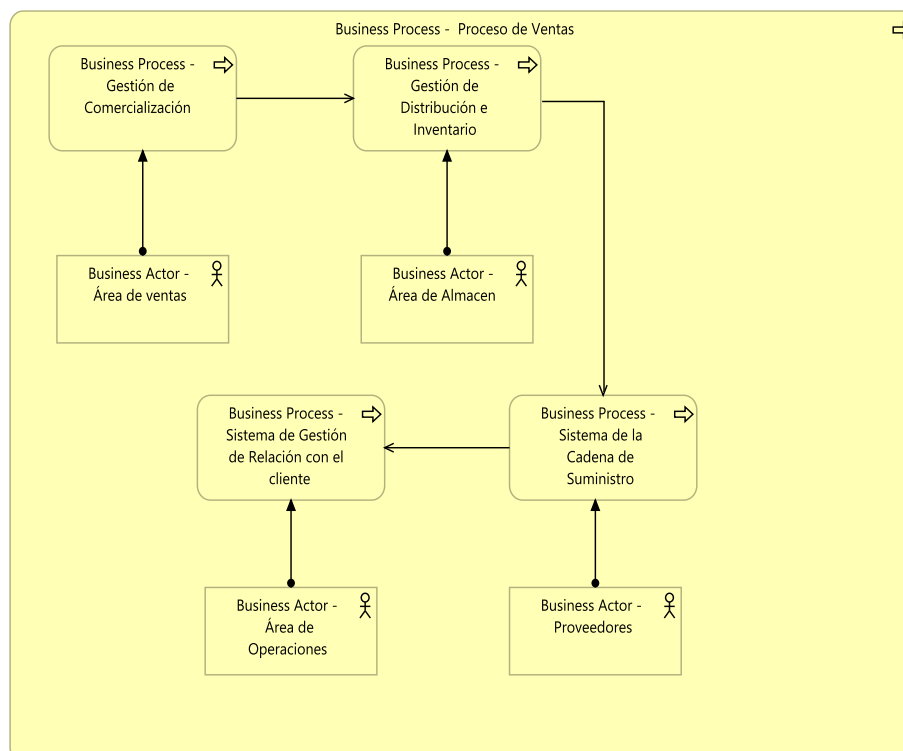 Business Process -  Proceso de Ventas
Business Process -
Gestión de
Comercialización
Business Process -
Gestión de
Distribución e
Inventario
Business Actor -
Área de ventas
Business Actor -
Área de Almacen
Business Process -
Sistema de Gestión
de Relación con el
cliente
Business Process -
Sistema de la
Cadena de
Suministro
Business Actor -
Área de
Operaciones
Business Actor -
Proveedores